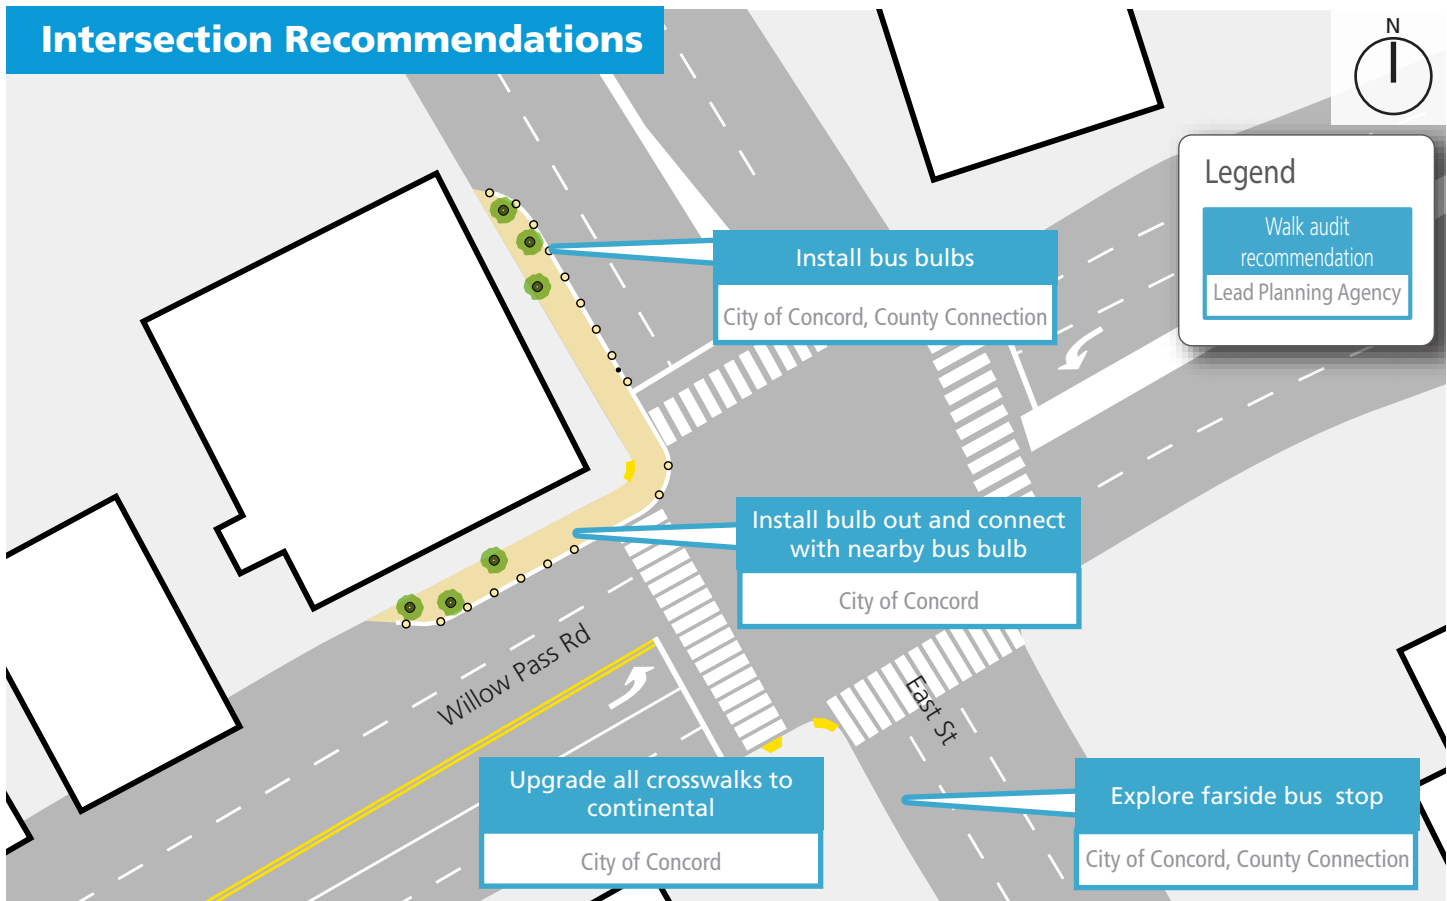 Intersection Recommendations
N
Legend
Walk audit
recommendation
Lead Planning Agency
Install bus bulbs
City of Concord, County Connection
Install bulb out and connect
with nearby bus bulb
City of Concord
Willow Pass Rd
East St
Upgrade all crosswalks to
continental
City of Concord
Explore farside bus stop
City of Concord, County Connection